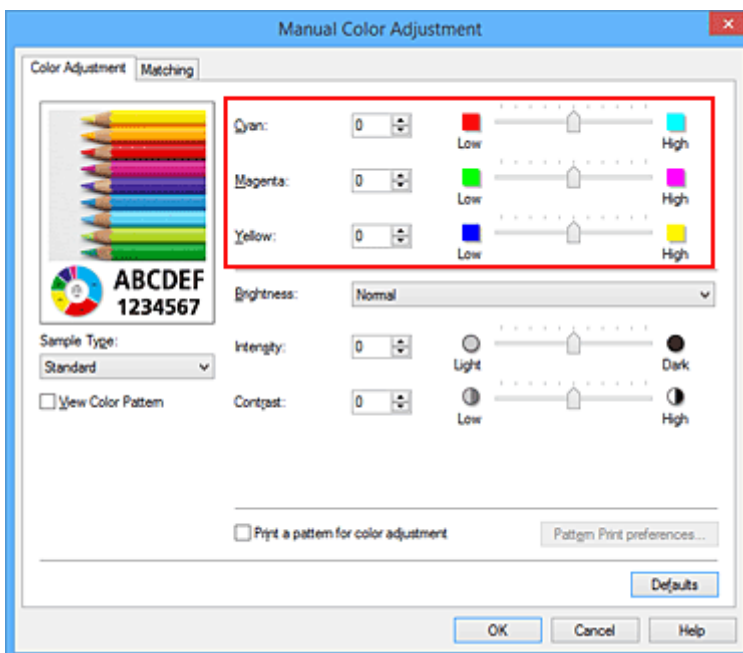 Manual Color Adjustment
Color Adjustment
Matching
Cyan:
0
Low
High
Magenta:
0
Low
High
Yellow:
0
Low
High
ABCDEF
1234567
Brightness:
Normal
Sample Type:
Standard
Intensity:
0
Light
Dark
View Color Pattern
Contrast:
0
Low
High
Print a pattern for color adjustment
Pattern Print preferences...
Defaults
OK
Cancel
Help